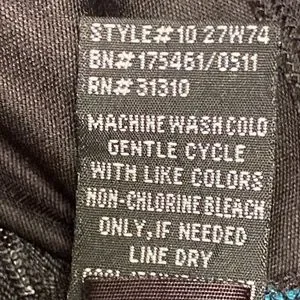 STYLE#10 27W74
BN#175461/0511
RN#31310
MACHINE WASH COLD
GENTLE CYCLE
WITH LIKE COLORS
NON-CHLORINE BLEACH
ONLY, IF NEEDED
LINE DRY